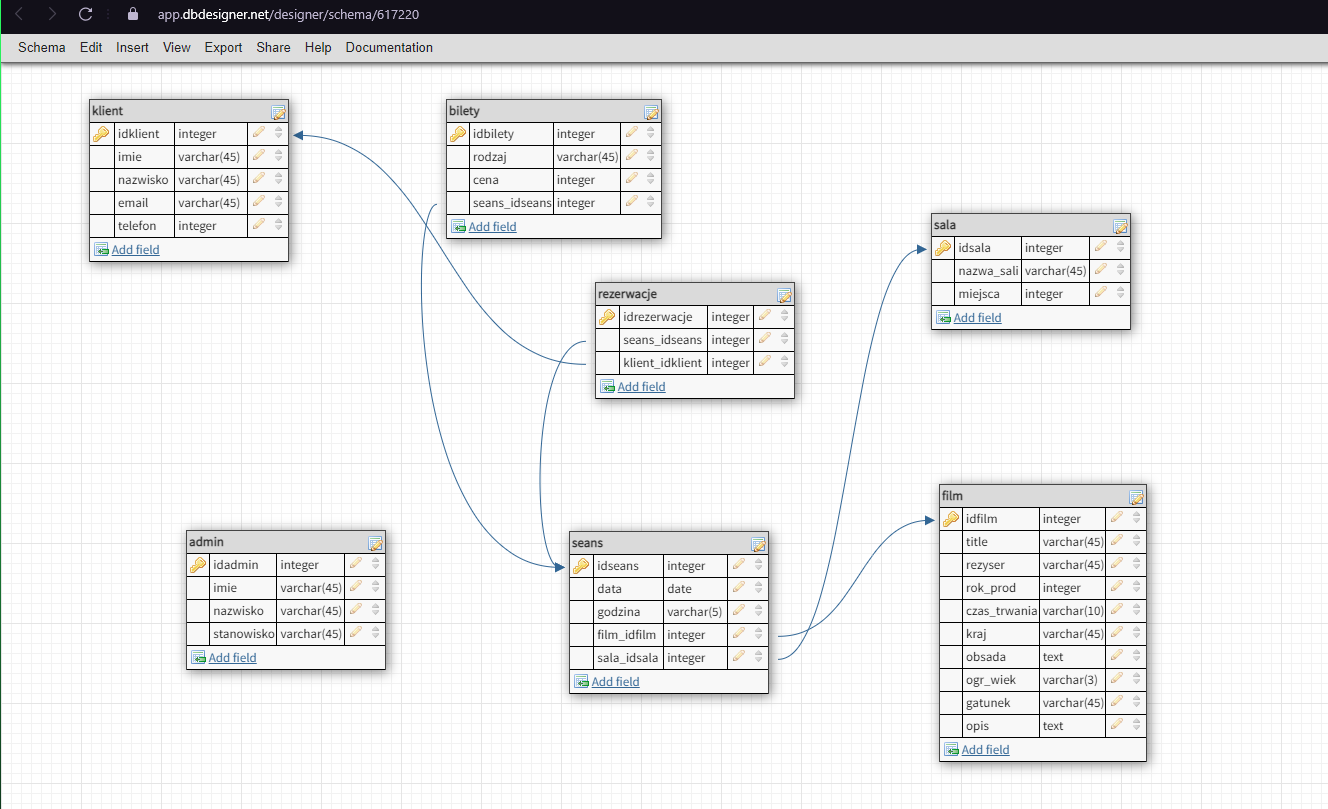 app.dbdesigner.net/designer/schema/617220
Schema Edit Insert View Export Share Help Documentation
klient
idklient integer
imie varchar(45)
nazwisko varchar(45)
email varchar(45)
telefon integer
Add field
bilety
idbilety integer
rodzaj varchar(45)
cena integer
seans_idseans integer
Add field
sala
idsala integer
nazwa_sali varchar(45)
miejsca integer
Add field
rezerwacje
idrezerwacje integer
seans_idseans integer
klient_idklient integer
Add field
admin
idadmin integer
imie varchar(45)
nazwisko varchar(45)
stanowisko varchar(45)
Add field
seans
idseans integer
data date
godzina varchar(5)
film_idfilm integer
sala_idsala integer
Add field
film
idfilm integer
title varchar(45)
rezyser varchar(45)
rok_prod integer
czas_trwania varchar(10)
kraj varchar(45)
obsada text
ogr_wiek varchar(3)
gatunek varchar(45)
opis text
Add field